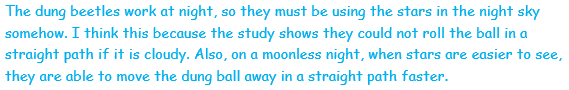 The dung beetles work at night, so they must be using the stars in the night sky
somehow. I think this because the study shows they could not roll the ball in a
straight path if it is cloudy. Also, on a moonless night, when stars are easier to see,
they are able to move the dung ball away in a straight path faster.